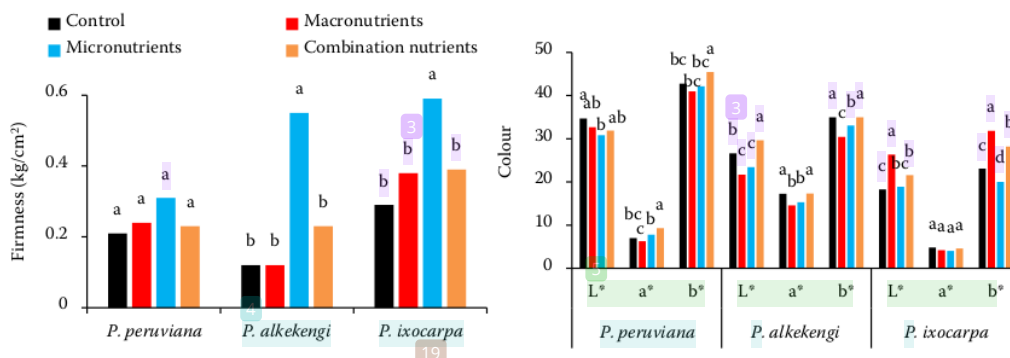 Control
Macronutrients
Micronutrients
Combination nutrients
Firmness (kg/cm²)
0.6
0.4
0.2
0
a a a a
b b a b
b b a b
3
4
19
P. peruviana P. alkekengi P. ixocarpa
Colour
50
40
30
20
10
0
a ab b ab
bc c b a
bc bc bc a
b c c a
a b b a
a c b a
c a bc b
a a a a
c a d b
3
3
L* a* b* L* a* b* L* a* b*
P. peruviana P. alkekengi P. ixocarpa